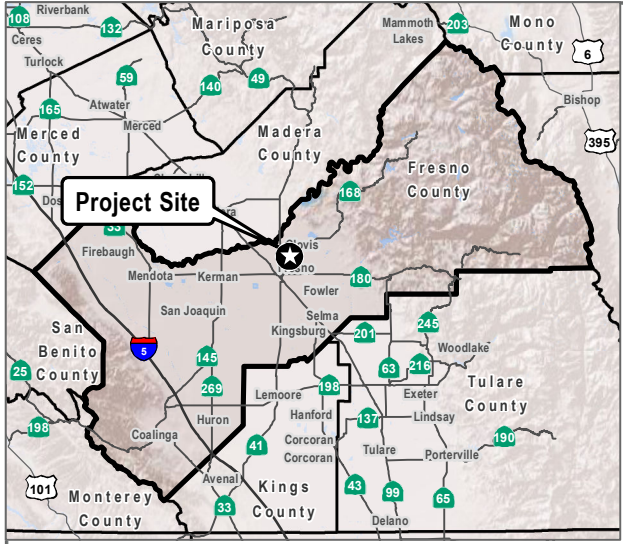 108
Riverbank
132
Ceres
Turlock
Mariposa
County
Mammoth
Lakes
203
Mono
County
6
59
140
49
Bishop
165
Atwater
Merced
395
Merced
County
Madera
County
Fresno
County
152
168
Project Site
33
Firebaugh
Clovis
Fresno
Mendota
Kerman
180
Fowler
San Joaquin
Selma
Kingsburg
201
245
San
Benito
County
5
Woodlake
145
63
216
25
269
198
Tulare
County
Lemoore
Exeter
Hanford
137
Lindsay
198
Huron
Coalinga
41
Corcoran
Corcoran
Tulare
190
Porterville
101
Avenal
Monterey
County
Kings
County
33
43
99
65
Delano